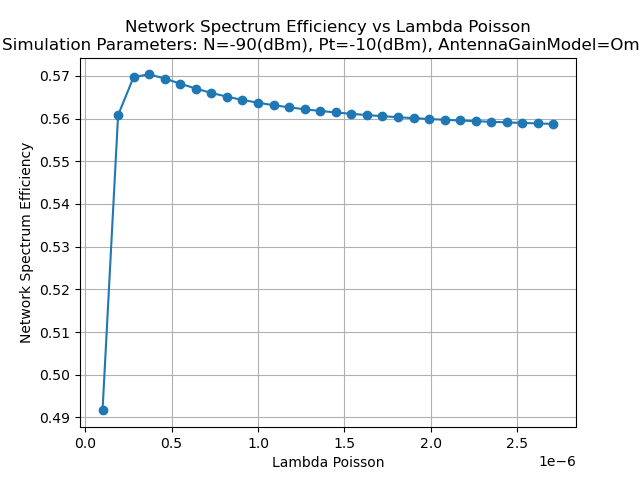 Network Spectrum Efficiency vs Lambda Poisson
Simulation Parameters: N=-90(dBm), Pt=-10(dBm), AntennaGainModel=Om
0.57
0.56
0.55
0.54
0.53
0.52
0.51
0.50
0.49
Network Spectrum Efficiency
0.0 0.5 1.0 1.5 2.0 2.5
1e−6
Lambda Poisson